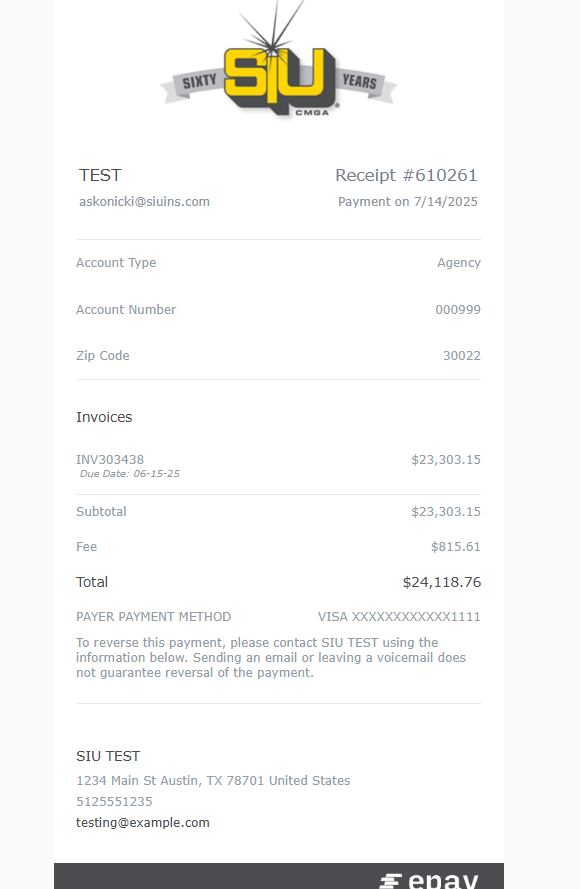 SIXTY SIU YEARS
CMGA
TEST Receipt #610261
askonicki@siuins.com Payment on 7/14/2025
Account Type Agency
Account Number 000999
Zip Code 30022
Invoices
INV303438 $23,303.15
Due Date: 06-15-25
Subtotal $23,303.15
Fee $815.61
Total $24,118.76
PAYER PAYMENT METHOD VISA XXXXXXXXXXXX1111
To reverse this payment, please contact SIU TEST using the
information below. Sending an email or leaving a voicemail does
not guarantee reversal of the payment.
SIU TEST
1234 Main St Austin, TX 78701 United States
5125551235
testing@example.com
epay